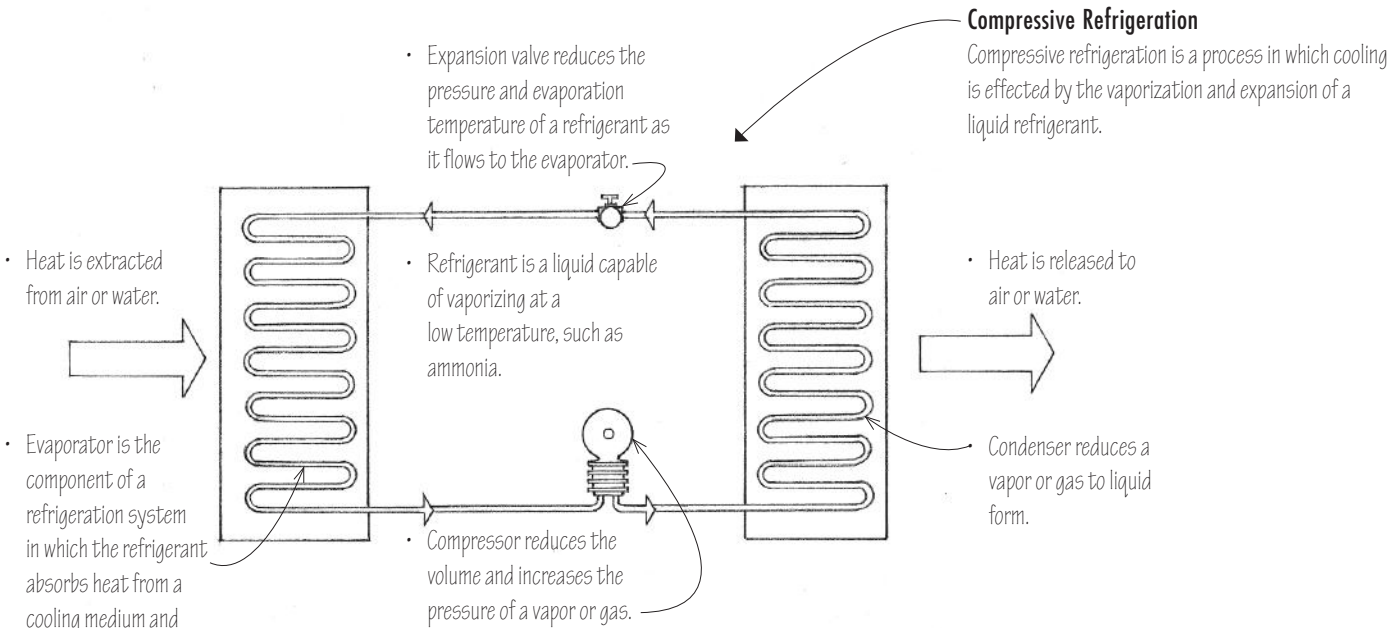 Compressive Refrigeration
Compressive refrigeration is a process in which cooling
is effected by the vaporization and expansion of a
liquid refrigerant.
• Expansion valve reduces the
pressure and evaporation
temperature of a refrigerant as
it flows to the evaporator.
• Heat is extracted
from air or water.
• Refrigerant is a liquid capable
of vaporizing at a
low temperature, such as
ammonia.
• Heat is released to
air or water.
• Evaporator is the
component of a
refrigeration system
in which the refrigerant
absorbs heat from a
cooling medium and
• Compressor reduces the
volume and increases the
pressure of a vapor or gas.
• Condenser reduces a
vapor or gas to liquid
form.